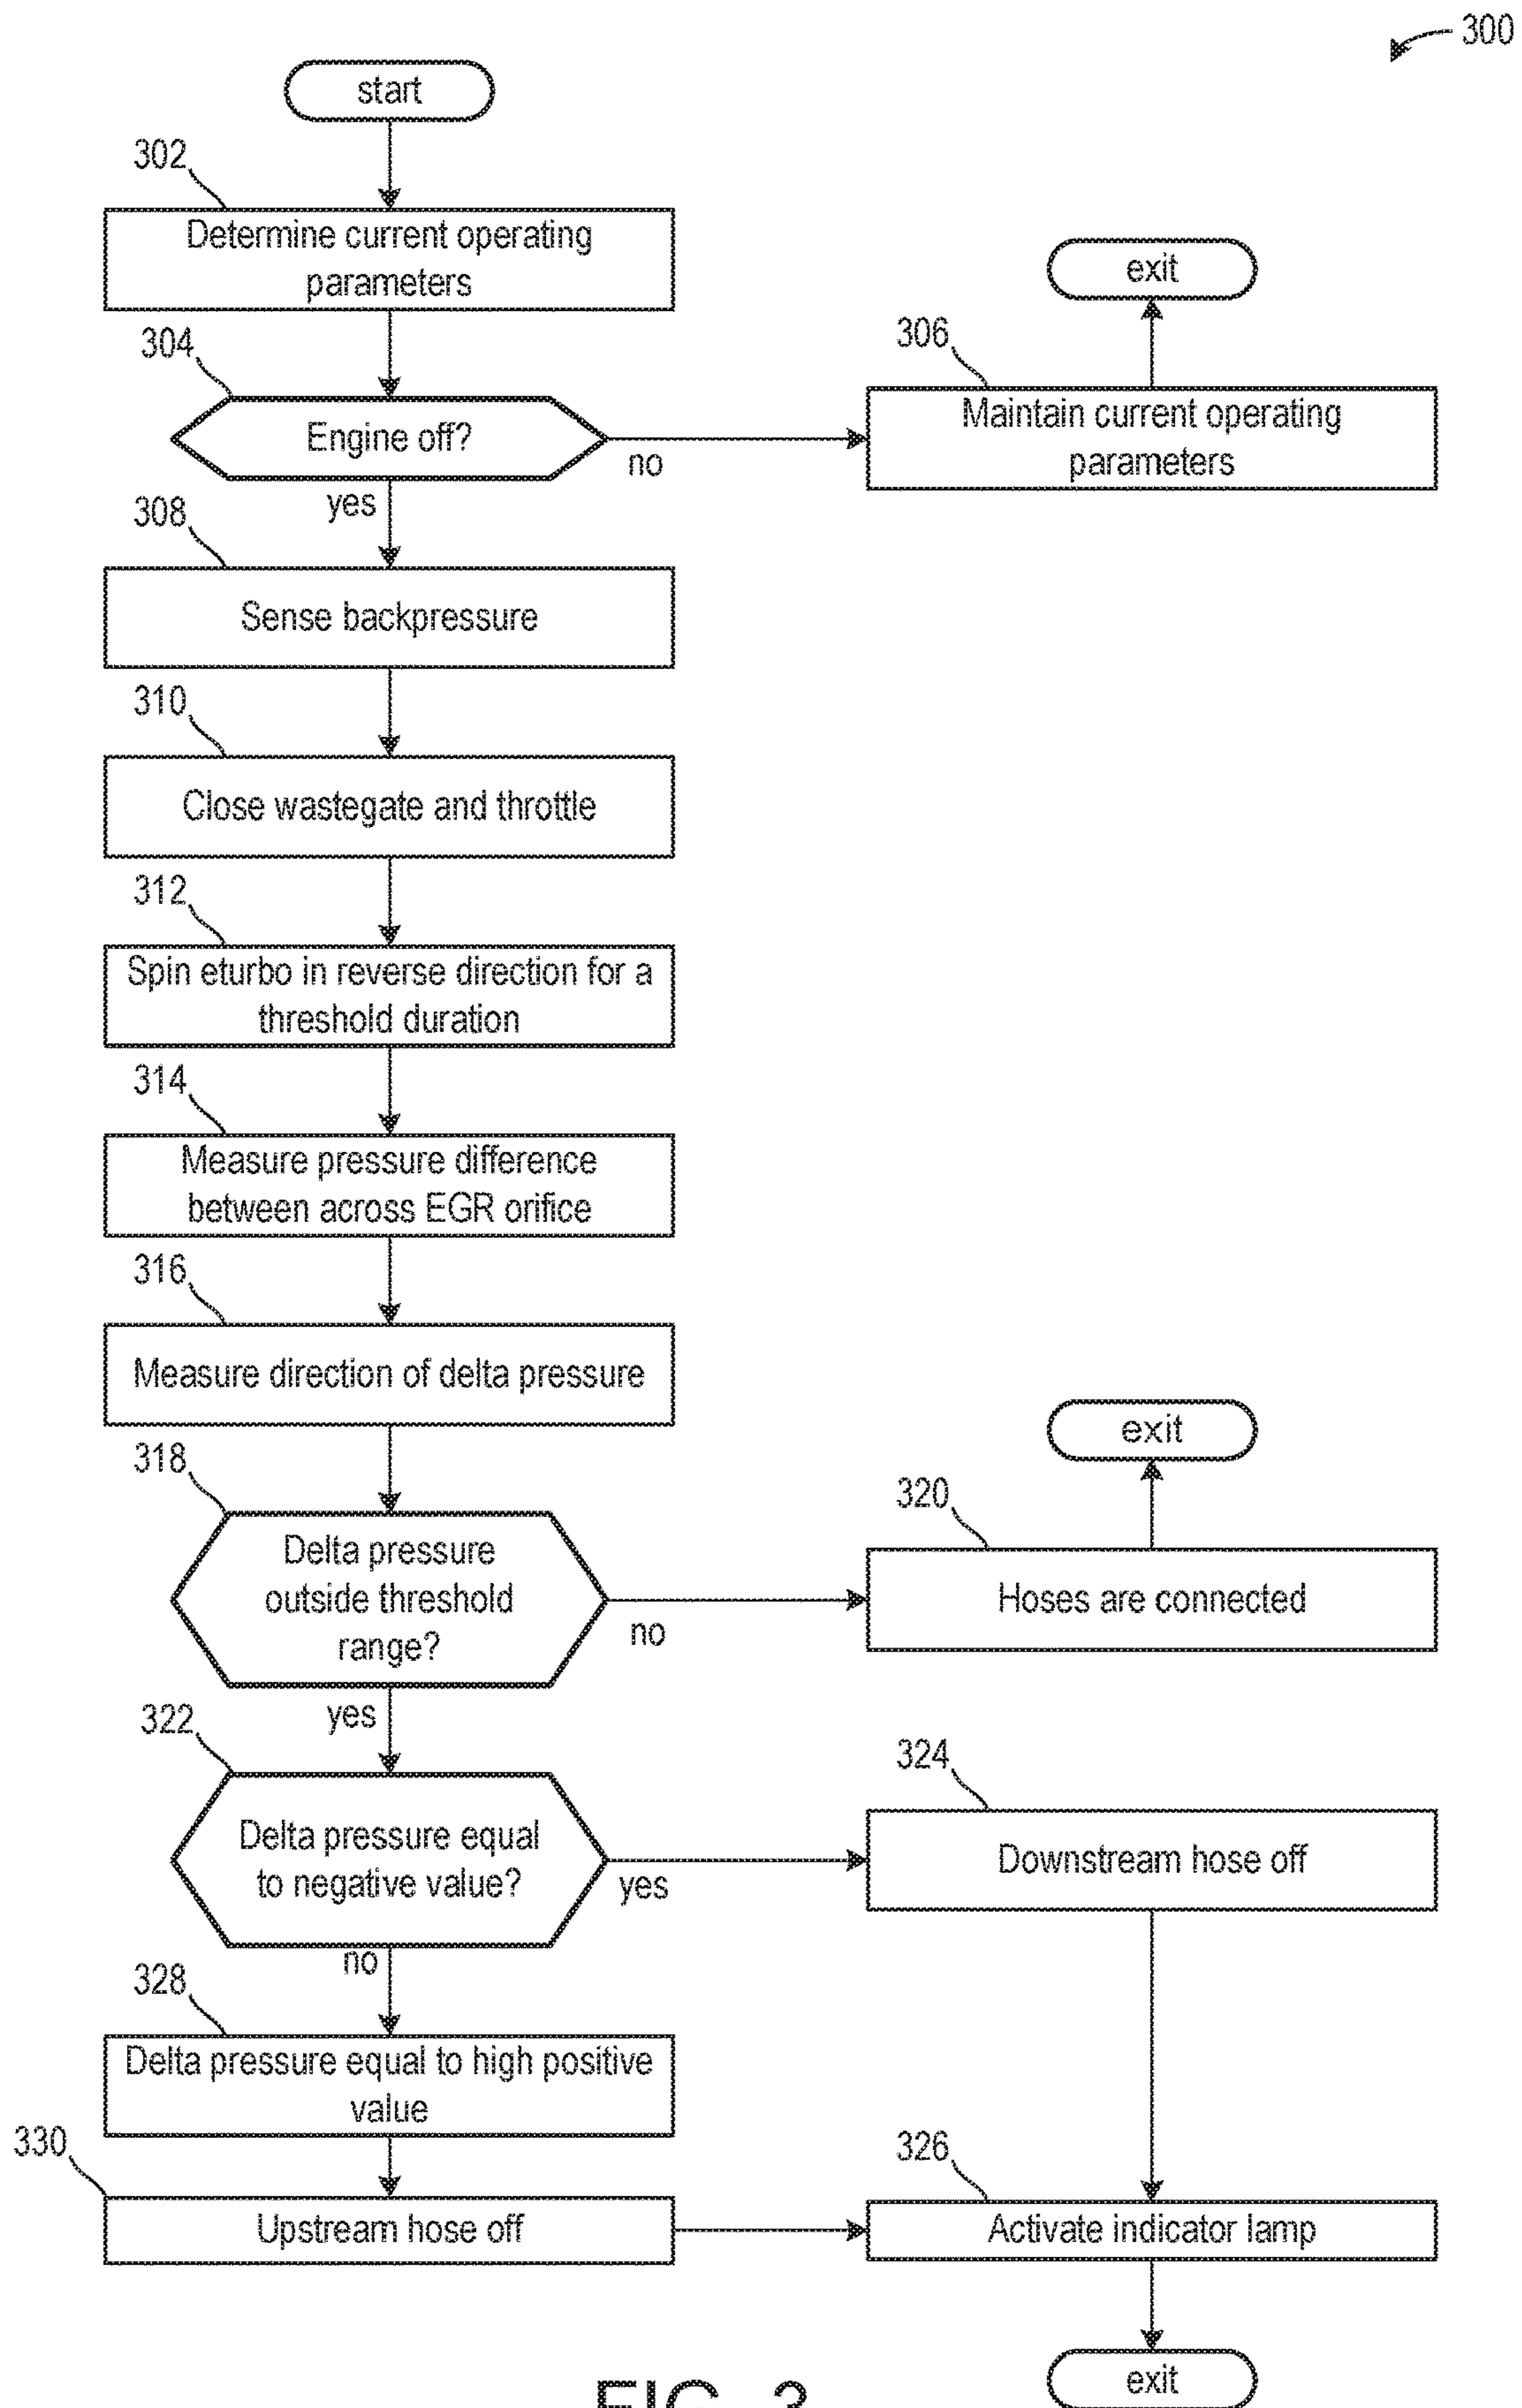 300
start
302
Determine current operating
parameters
exit
304
306
Engine off?
no
Maintain current operating
parameters
yes
308
Sense backpressure
310
Close wastegate and throttle
312
Spin eturbo in reverse direction for a
threshold duration
314
Measure pressure difference
between across EGR orifice
316
Measure direction of delta pressure
exit
318
320
Delta pressure
outside threshold
range?
no
Hoses are connected
yes
322
324
Delta pressure equal
to negative value?
yes
Downstream hose off
no
328
Delta pressure equal to high positive
value
330
326
Upstream hose off
Activate indicator lamp
exit
FIG. 3